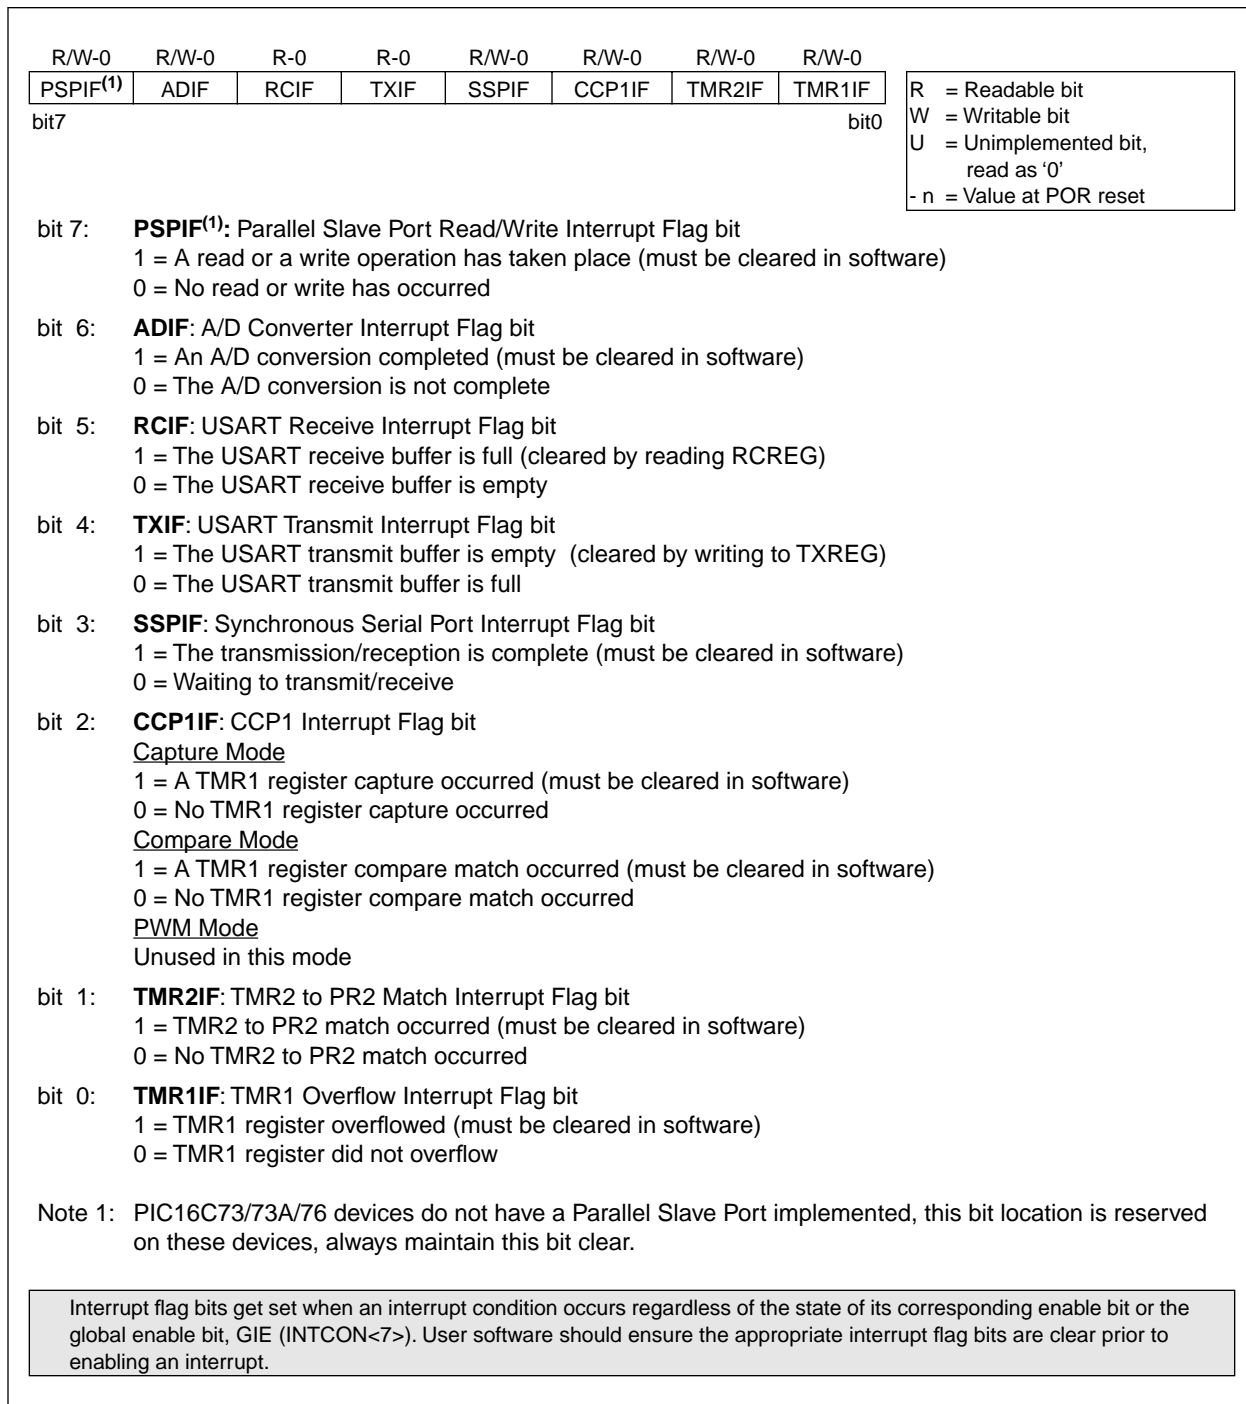 R/W-0 R/W-0 R-0 R-0 R/W-0 R/W-0 R/W-0 R/W-0
PSPIF(1) ADIF RCIF TXIF SSPIF CCP1IF TMR2IF TMR1IF
bit7 bit0
R = Readable bit
W = Writable bit
U = Unimplemented bit,
read as ‘0’
- n = Value at POR reset
bit 7: PSPIF(1): Parallel Slave Port Read/Write Interrupt Flag bit
1 = A read or a write operation has taken place (must be cleared in software)
0 = No read or write has occurred
bit 6: ADIF: A/D Converter Interrupt Flag bit
1 = An A/D conversion completed (must be cleared in software)
0 = The A/D conversion is not complete
bit 5: RCIF: USART Receive Interrupt Flag bit
1 = The USART receive buffer is full (cleared by reading RCREG)
0 = The USART receive buffer is empty
bit 4: TXIF: USART Transmit Interrupt Flag bit
1 = The USART transmit buffer is empty (cleared by writing to TXREG)
0 = The USART transmit buffer is full
bit 3: SSPIF: Synchronous Serial Port Interrupt Flag bit
1 = The transmission/reception is complete (must be cleared in software)
0 = Waiting to transmit/receive
bit 2: CCP1IF: CCP1 Interrupt Flag bit
Capture Mode
1 = A TMR1 register capture occurred (must be cleared in software)
0 = No TMR1 register capture occurred
Compare Mode
1 = A TMR1 register compare match occurred (must be cleared in software)
0 = No TMR1 register compare match occurred
PWM Mode
Unused in this mode
bit 1: TMR2IF: TMR2 to PR2 Match Interrupt Flag bit
1 = TMR2 to PR2 match occurred (must be cleared in software)
0 = No TMR2 to PR2 match occurred
bit 0: TMR1IF: TMR1 Overflow Interrupt Flag bit
1 = TMR1 register overflowed (must be cleared in software)
0 = TMR1 register did not overflow
Note 1: PIC16C73/73A/76 devices do not have a Parallel Slave Port implemented, this bit location is reserved
on these devices, always maintain this bit clear.
Interrupt flag bits get set when an interrupt condition occurs regardless of the state of its corresponding enable bit or the
global enable bit, GIE (INTCON<7>). User software should ensure the appropriate interrupt flag bits are clear prior to
enabling an interrupt.